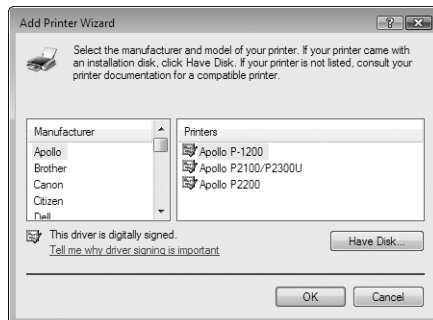 Add Printer Wizard
Select the manufacturer and model of your printer. If your printer came with
an installation disk, click Have Disk. If your printer is not listed, consult your
printer documentation for a compatible printer.
Manufacturer
Apollo
Brother
Canon
Citizen
Dell
Printers
Apollo P-1200
Apollo P2100/P2300U
Apollo P2200
This driver is digitally signed.
Tell me why driver signing is important
Have Disk...
OK
Cancel